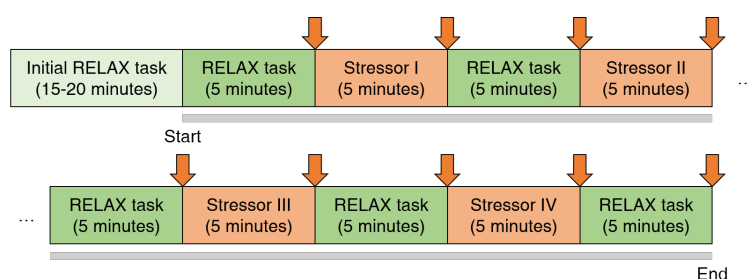 Initial RELAX task
(15-20 minutes)
RELAX task
(5 minutes)
Stressor I
(5 minutes)
RELAX task
(5 minutes)
Stressor II
(5 minutes)
..
Start
...
RELAX task
(5 minutes)
Stressor III
(5 minutes)
RELAX task
(5 minutes)
Stressor IV
(5 minutes)
RELAX task
(5 minutes)
End